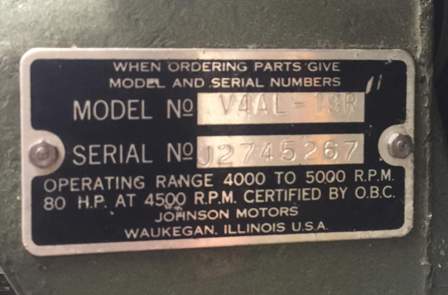 WHEN ORDERING PARTS GIVE
MODEL AND SERIAL NUMBERS
MODEL Nº V4AL-18R
SERIAL Nº J2745267
OPERATING RANGE 4000 TO 5000 R.P.M.
80 H.P. AT 4500 R.P.M. CERTIFIED BY O.B.C.
JOHNSON MOTORS
WAUKEGAN, ILLINOIS U.S.A.